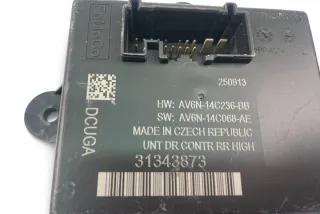 250913
HW: AV6N-14C236-BB
SW: AV6N-14C068-AE
MADE IN CZECH REPUBLIC
UNT DR CONTR RR HIGH
31343873
DCUGA